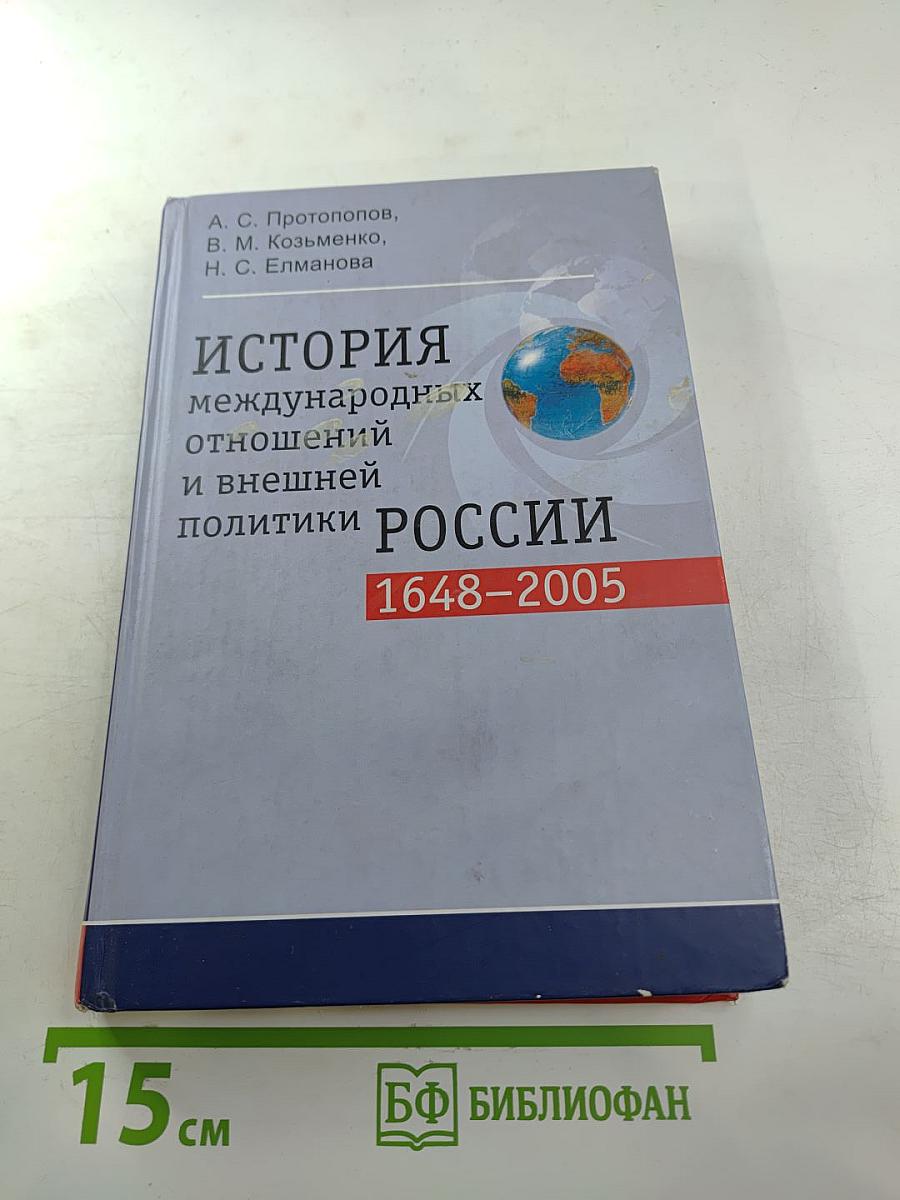 А. С. Протопопов,
В. М. Козьменко,
Н. С. Елманова
ИСТОРИЯ
международных
отношений
и внешней
политики РОССИИ
1648–2005
15 см
БФ БИБЛИОФАН